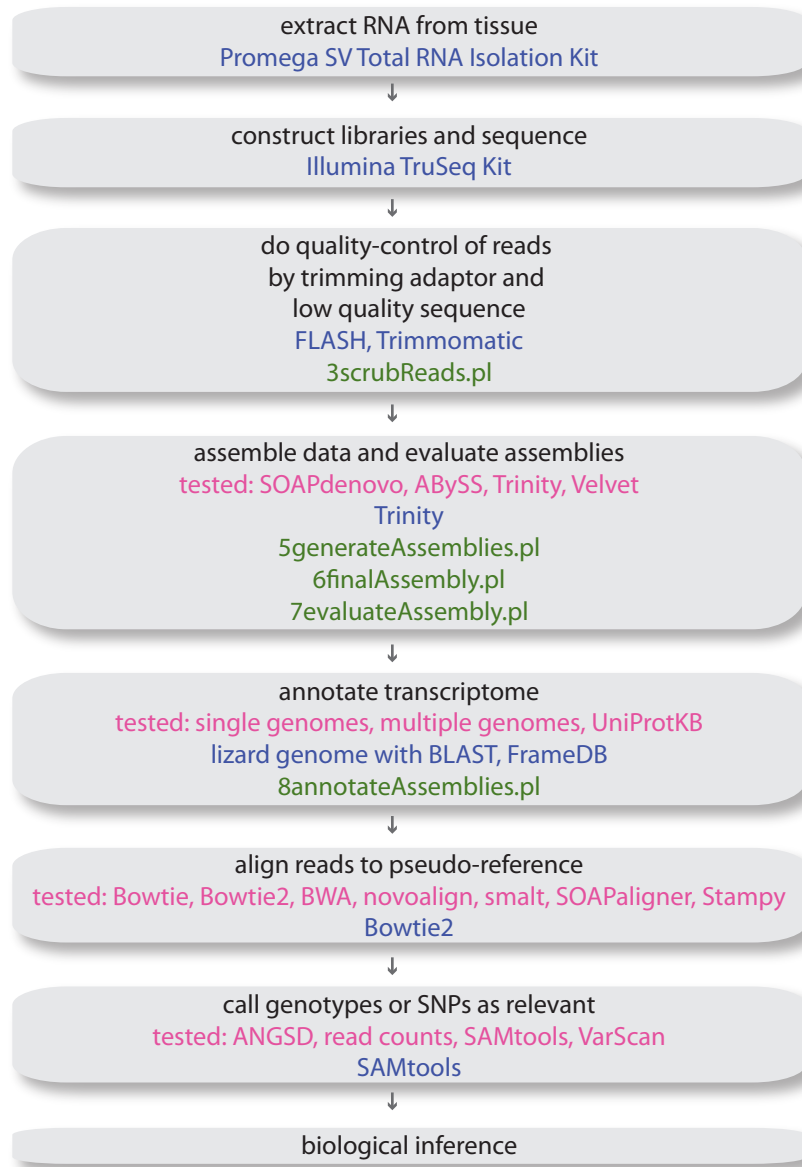 extract RNA from tissue
Promega SV Total RNA Isolation Kit
↓
construct libraries and sequence
Illumina TruSeq Kit
↓
do quality-control of reads
by trimming adaptor and
low quality sequence
FLASH, Trimmomatic
3scrubReads.pl
↓
assemble data and evaluate assemblies
tested: SOAPdenovo, ABySS, Trinity, Velvet
Trinity
5generateAssemblies.pl
6finalAssembly.pl
7evaluateAssembly.pl
↓
annotate transcriptome
tested: single genomes, multiple genomes, UniProtKB
lizard genome with BLAST, FrameDB
8annotateAssemblies.pl
↓
align reads to pseudo-reference
tested: Bowtie, Bowtie2, BWA, novoalign, smalt, SOAPaligner, Stampy
Bowtie2
↓
call genotypes or SNPs as relevant
tested: ANGSD, read counts, SAMtools, VarScan
SAMtools
↓
biological inference